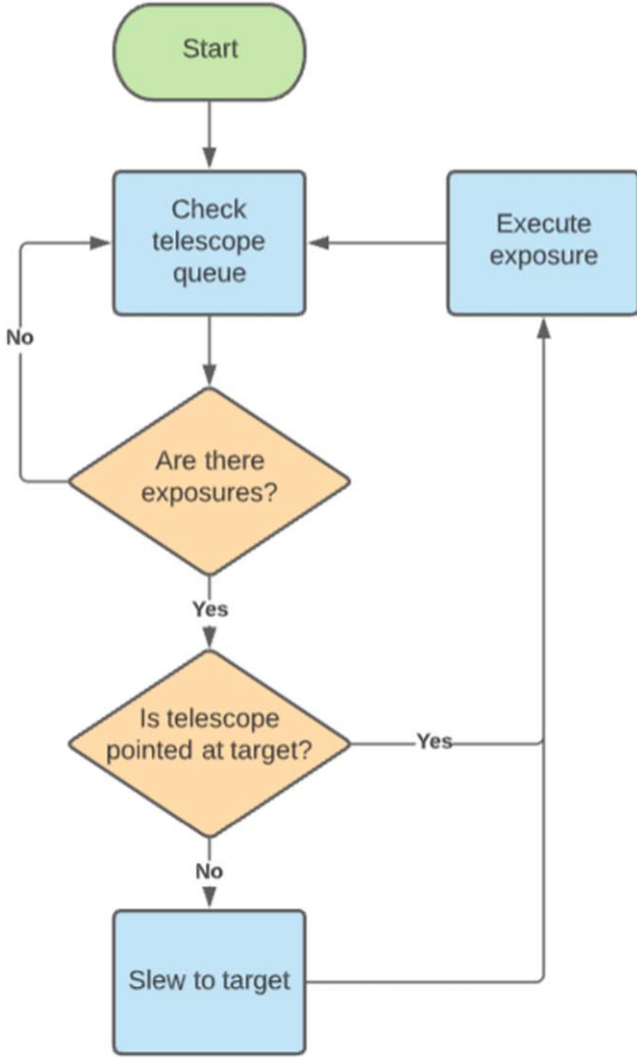 Start
Check
telescope
queue
Execute
exposure
No
Are there
exposures?
Yes
Is telescope
pointed at target?
Yes
No
Slew to target